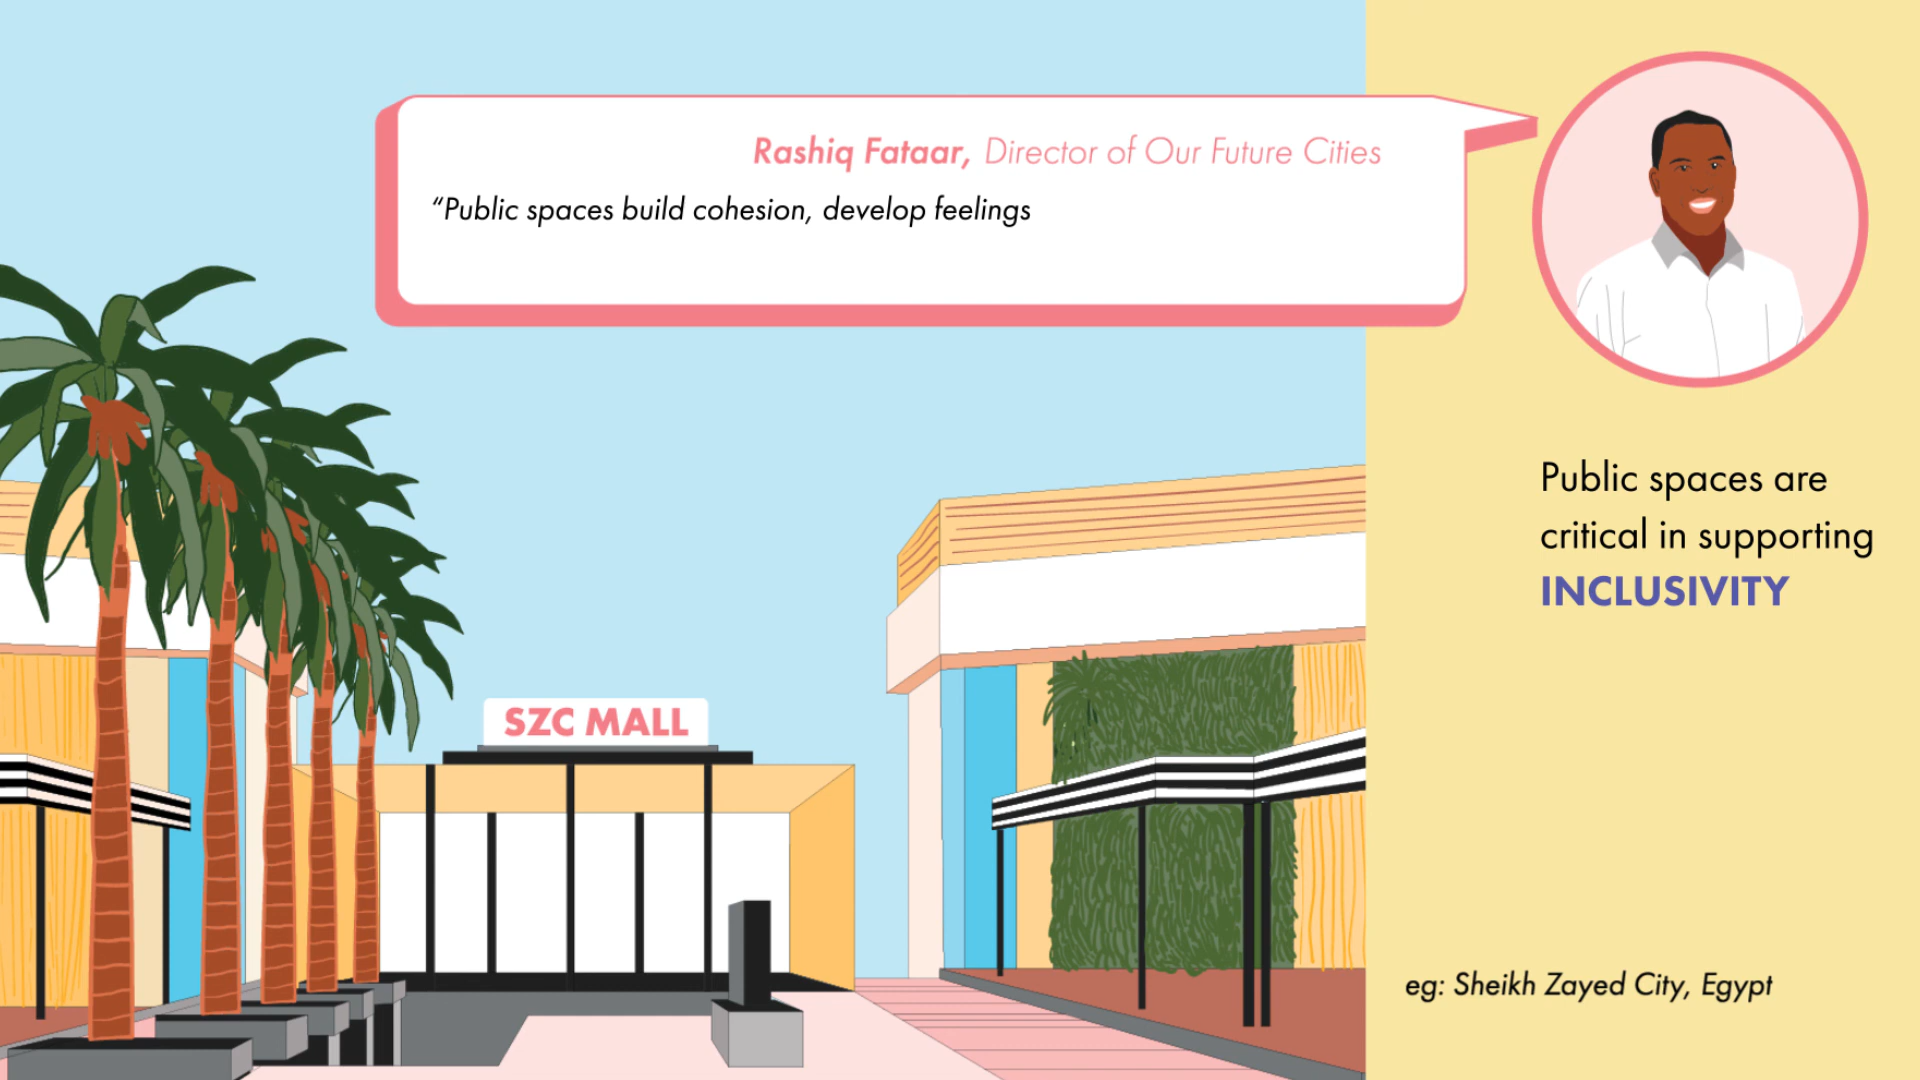 Rashiq Fataar, Director of Our Future Cities
“Public spaces build cohesion, develop feelings
Public spaces are
critical in supporting
INCLUSIVITY
SZC MALL
eg: Sheikh Zayed City, Egypt